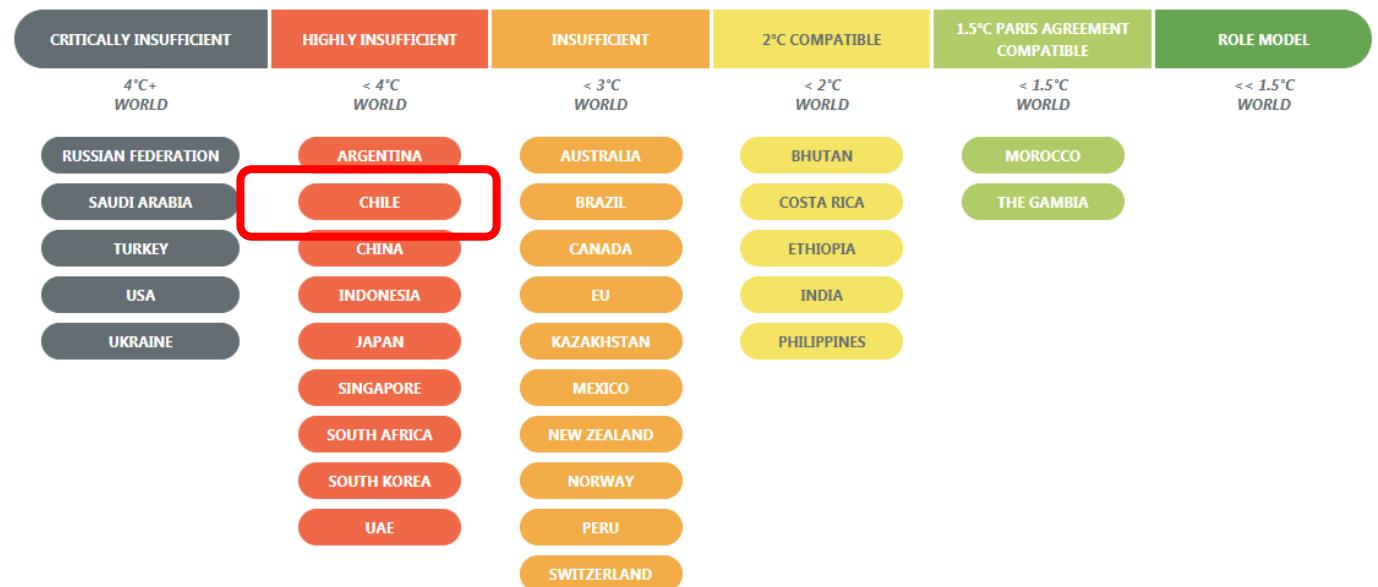 CRITICALLY INSUFFICIENT
HIGHLY INSUFFICIENT
INSUFFICIENT
2°C COMPATIBLE
1.5°C PARIS AGREEMENT
COMPATIBLE
ROLE MODEL
4°C+
WORLD
< 4°C
WORLD
< 3°C
WORLD
< 2°C
WORLD
< 1.5°C
WORLD
<< 1.5°C
WORLD
RUSSIAN FEDERATION
SAUDI ARABIA
TURKEY
USA
UKRAINE
ARGENTINA
CHILE
CHINA
INDONESIA
JAPAN
SINGAPORE
SOUTH AFRICA
SOUTH KOREA
UAE
AUSTRALIA
BRAZIL
CANADA
EU
KAZAKHSTAN
MEXICO
NEW ZEALAND
NORWAY
PERU
SWITZERLAND
BHUTAN
COSTA RICA
ETHIOPIA
INDIA
PHILIPPINES
MOROCCO
THE GAMBIA